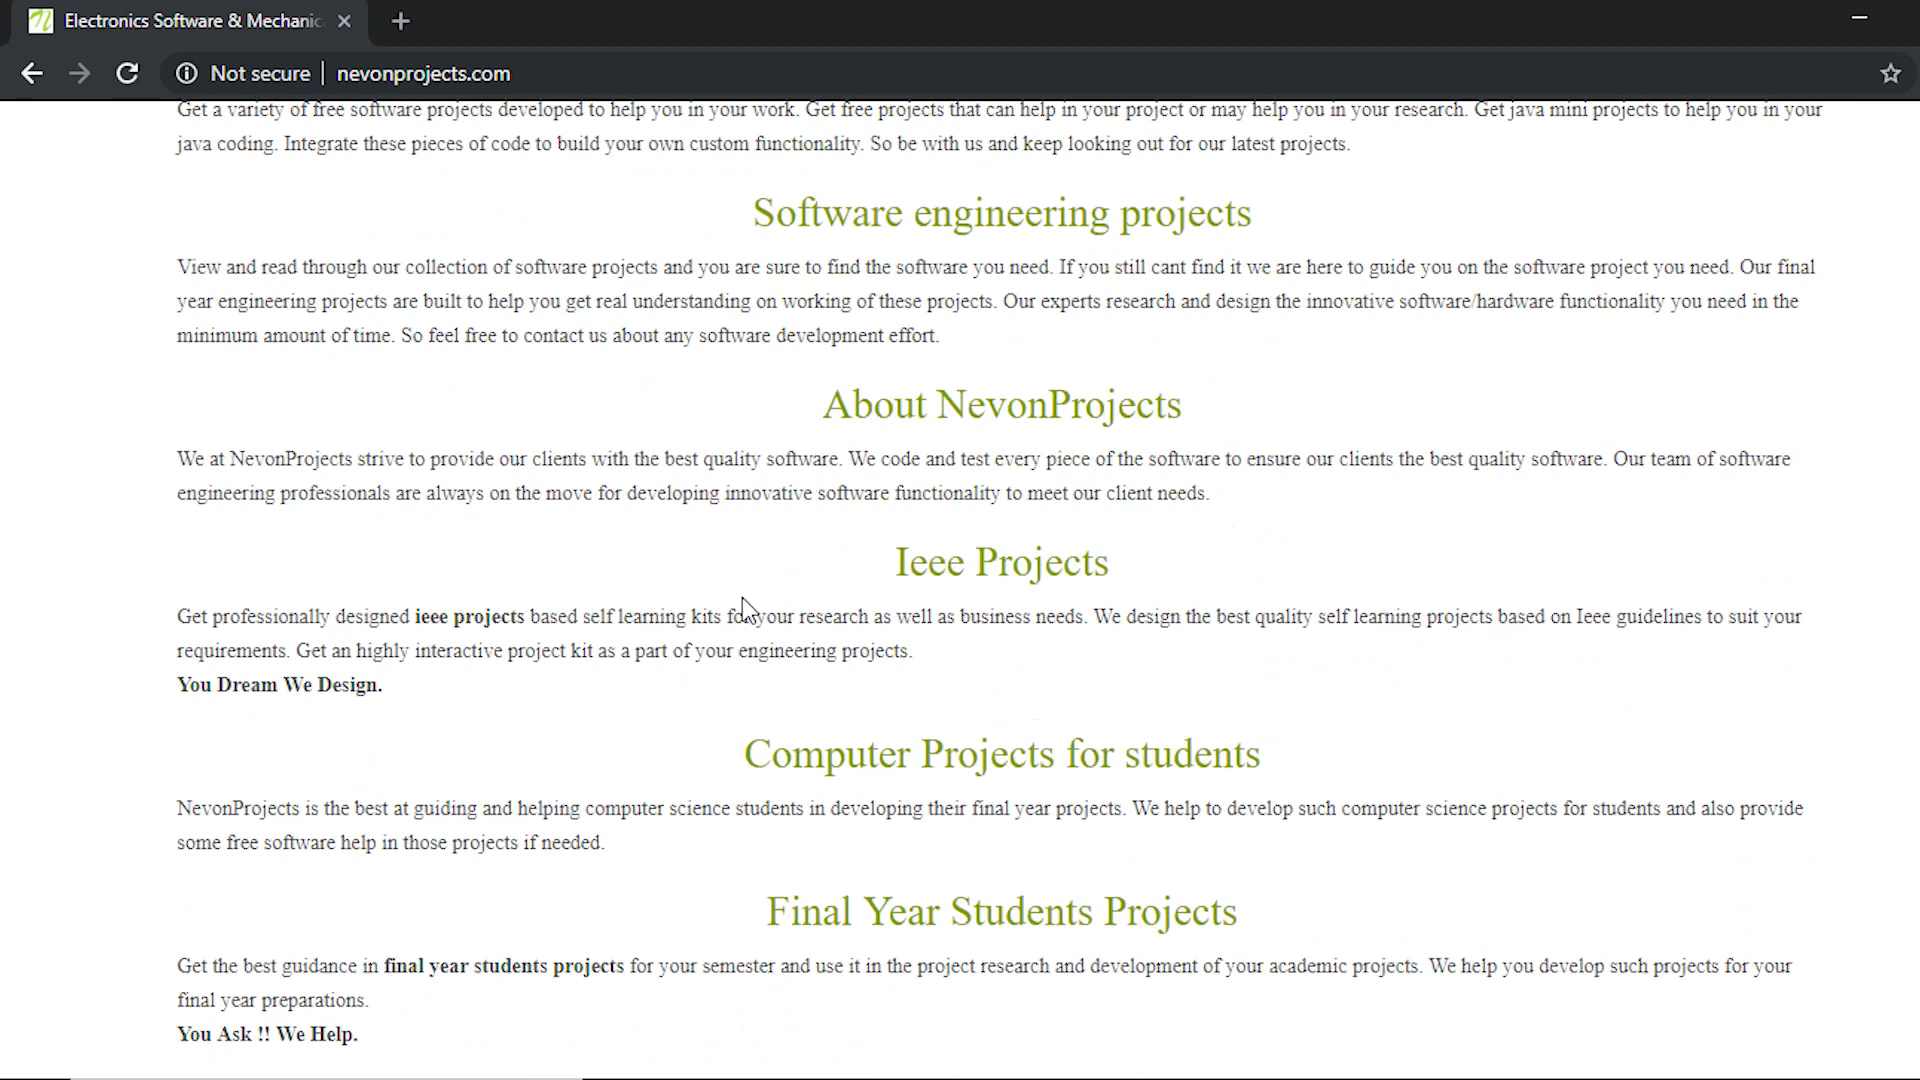 Electronics Software & Mechanic
Not secure
nevonprojects.com
Get a variety of free software projects developed to help you in your work. Get free projects that can help in your project or may help you in your research. Get java mini projects to help you in your
java coding. Integrate these pieces of code to build your own custom functionality. So be with us and keep looking out for our latest projects.
Software engineering projects
View and read through our collection of software projects and you are sure to find the software you need. If you still cant find it we are here to guide you on the software project you need. Our final
year engineering projects are built to help you get real understanding on working of these projects. Our experts research and design the innovative software/hardware functionality you need in the
minimum amount of time. So feel free to contact us about any software development effort.
About NevonProjects
We at NevonProjects strive to provide our clients with the best quality software. We code and test every piece of the software to ensure our clients the best quality software. Our team of software
engineering professionals are always on the move for developing innovative software functionality to meet our client needs.
Ieee Projects
Get professionally designed ieee projects based self learning kits for your research as well as business needs. We design the best quality self learning projects based on Ieee guidelines to suit your
requirements. Get an highly interactive project kit as a part of your engineering projects.
You Dream We Design.
Computer Projects for students
NevonProjects is the best at guiding and helping computer science students in developing their final year projects. We help to develop such computer science projects for students and also provide
some free software help in those projects if needed.
Final Year Students Projects
Get the best guidance in final year students projects for your semester and use it in the project research and development of your academic projects. We help you develop such projects for your
final year preparations.
You Ask !! We Help.